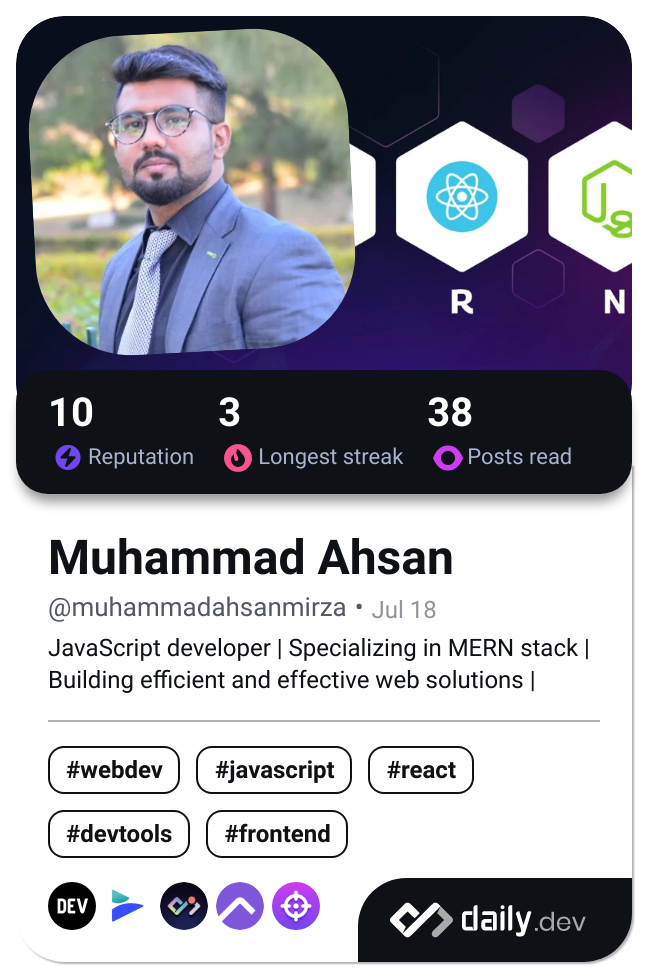 R N
10 3 38
Reputation Longest streak Posts read
Muhammad Ahsan
@muhammadahsanmirza • Jul 18
JavaScript developer | Specializing in MERN stack |
Building efficient and effective web solutions |
#webdev #javascript #react
#devtools #frontend
DEV daily.dev